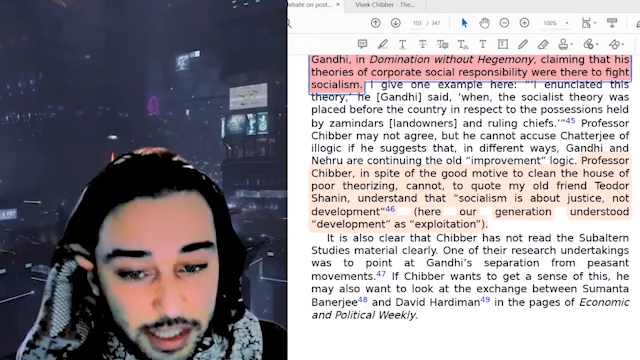 debate on post...
Vivek Chibber - The...
103 / 347
100%
Gandhi, in Domination without Hegemony, claiming that his
theories of corporate social responsibility were there to fight
socialism. I give one example here: “‘I enunciated this
theory,’ he [Gandhi] said, ‘when, the socialist theory was
placed before the country in respect to the possessions held
by zamindars [landowners] and ruling chiefs.’”45 Professor
Chibber may not agree, but he cannot accuse Chatterjee of
illogic if he suggests that, in different ways, Gandhi and
Nehru are continuing the old “improvement” logic. Professor
Chibber, in spite of the good motive to clean the house of
poor theorizing, cannot, to quote my old friend Teodor
Shanin, understand that “socialism is about justice, not
development”46 (here our generation understood
“development” as “exploitation”).
It is also clear that Chibber has not read the Subaltern
Studies material clearly. One of their research undertakings
was to point at Gandhi’s separation from peasant
movements.47 If Chibber wants to get a sense of this, he
may also want to look at the exchange between Sumanta
Banerjee48 and David Hardiman49 in the pages of Economic
and Political Weekly.